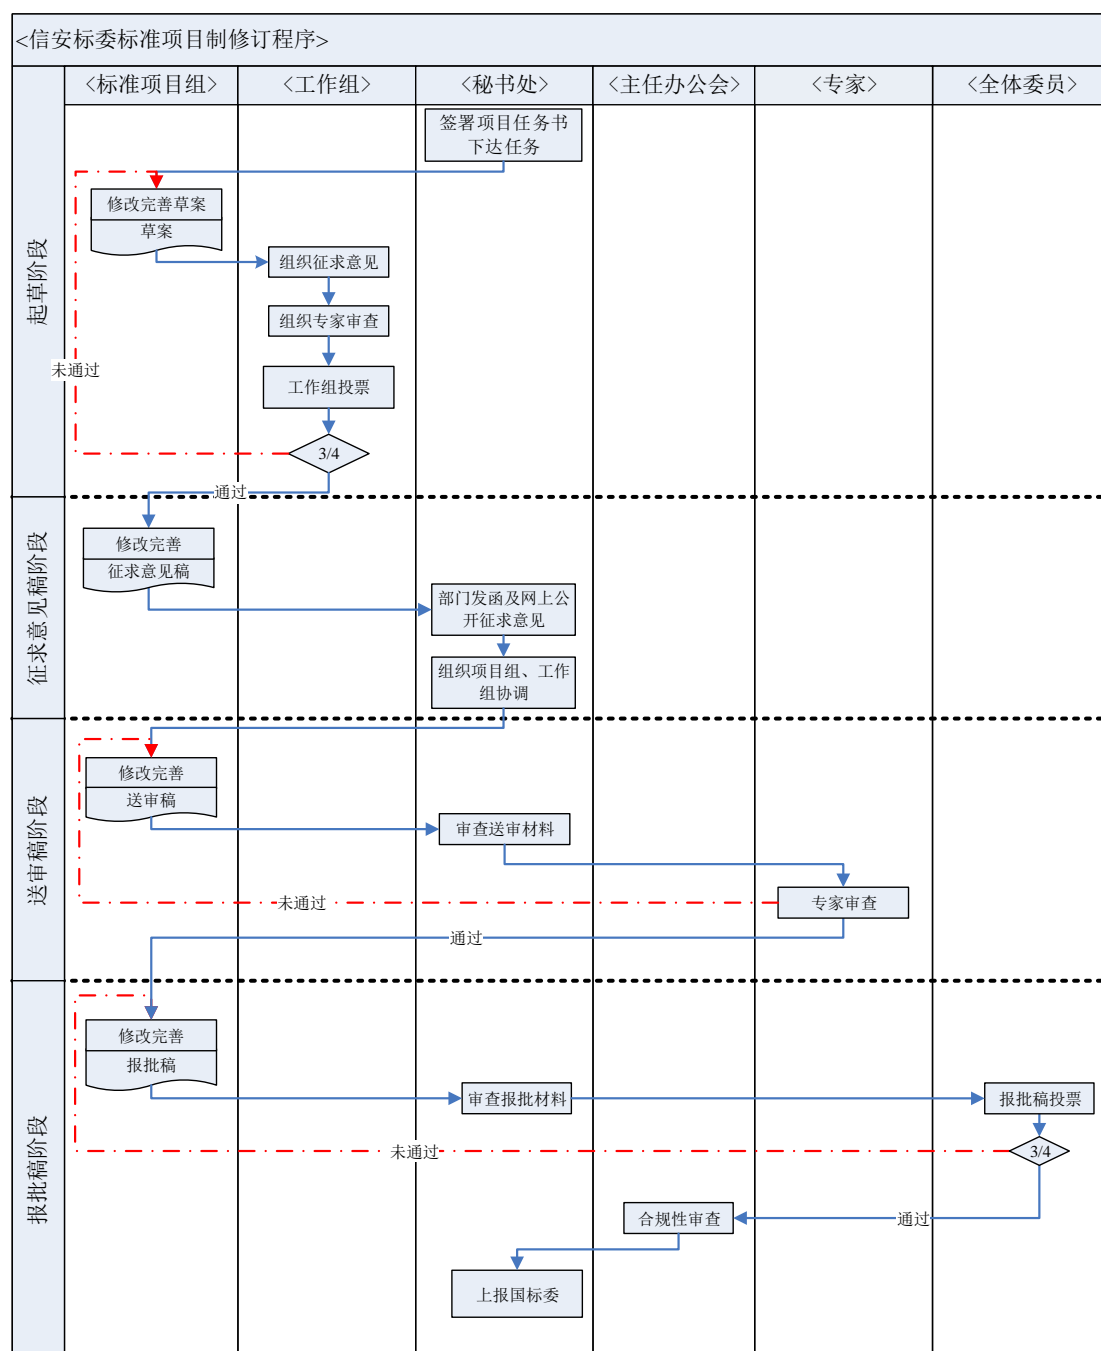 <信安标委标准项目制修订程序>
<标准项目组>
<工作组>
<秘书处>
<主任办公会>
<专家>
<全体委员>
起草阶段
签署项目任务书
下达任务
修改完善草案
草案
组织征求意见
组织专家审查
未通过
工作组投票
3/4
通过
征求意见稿阶段
修改完善
征求意见稿
部门发函及网上公
开征求意见
组织项目组、工作
组协调
送审稿阶段
修改完善
送审稿
审查送审材料
未通过
专家审查
通过
报批稿阶段
修改完善
报批稿
审查报批材料
报批稿投票
未通过
3/4
合规性审查
通过
上报国标委